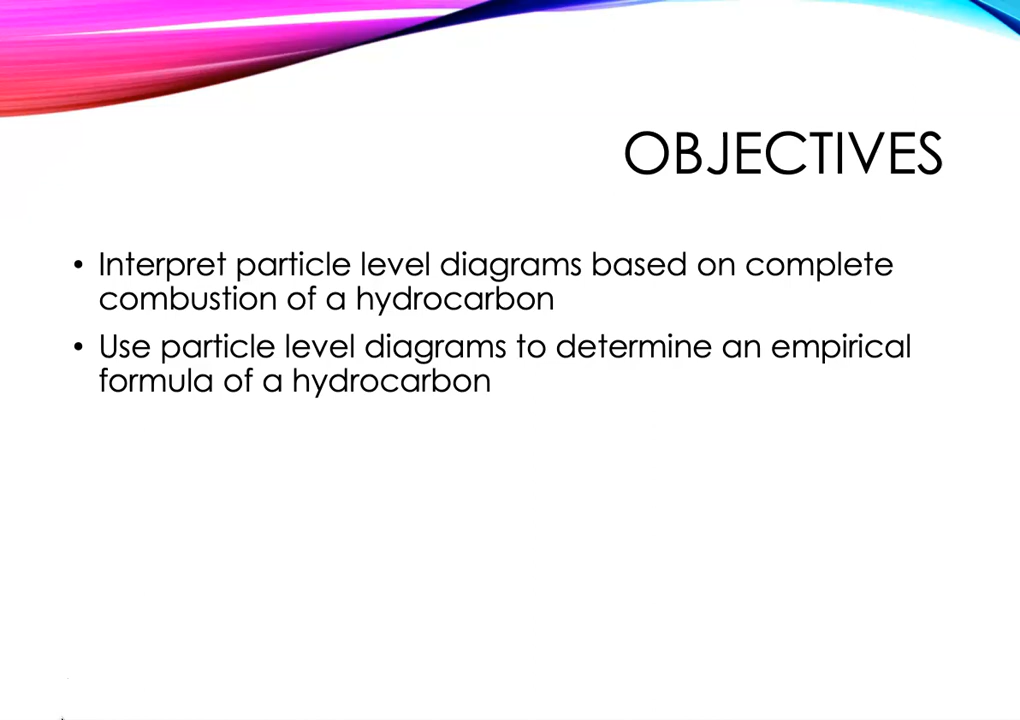 OBJECTIVES
• Interpret particle level diagrams based on complete
combustion of a hydrocarbon
• Use particle level diagrams to determine an empirical
formula of a hydrocarbon